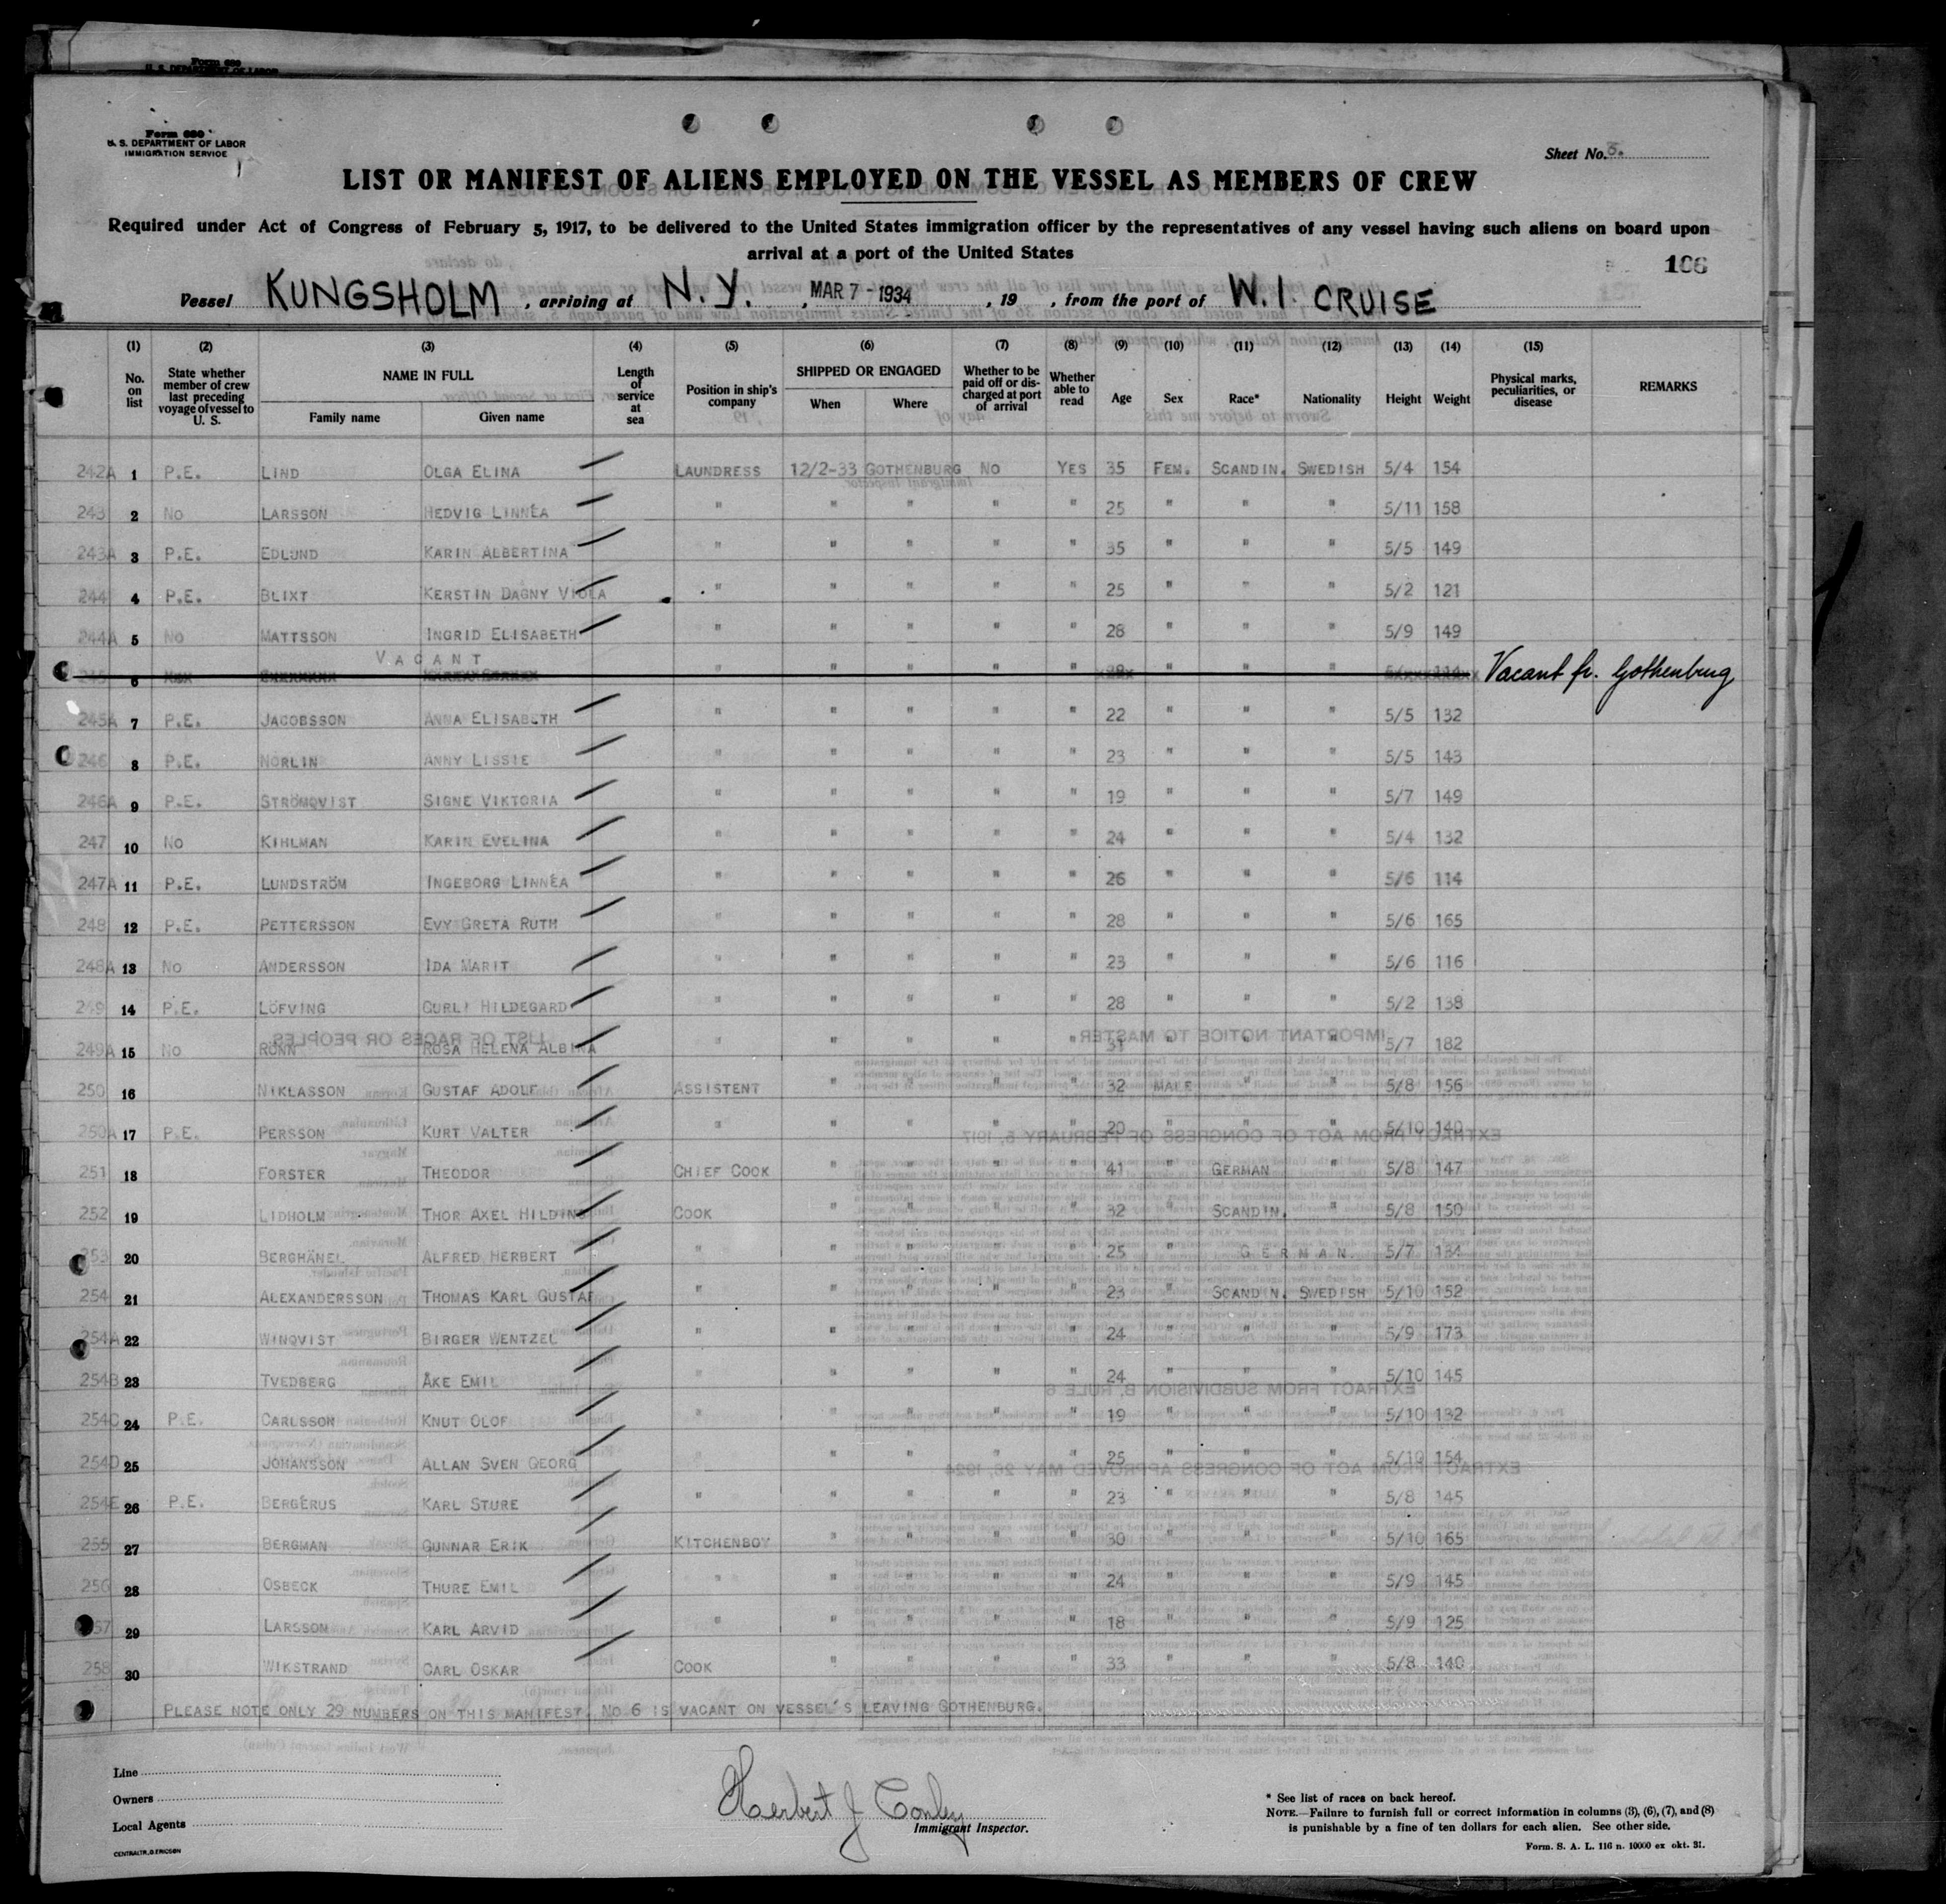 Form 680
U. S. DEPARTMENT OF LABOR
Form 680
U. S. DEPARTMENT OF LABOR
IMMIGRATION SERVICE
Sheet No.
LIST OR MANIFEST OF ALIENS EMPLOYED ON THE VESSEL AS MEMBERS OF CREW
Required under Act of Congress of February 5, 1917, to be delivered to the United States immigration officer by the representatives of any vessel having such aliens on board upon
arrival at a port of the United States
106
Vessel KUNGSHOLM, arriving at N.Y., MAR 7 - 1934, 19 , from the port of W.I. CRUISE
(1) (2) (3) (4) (5) (6) (7) (8) (9) (10) (11) (12) (13) (14) (15)
No. on list State whether member of crew last preceding voyage of vessel to U. S. NAME IN FULL Family name Given name Length of service at sea Position in ship's company SHIPPED OR ENGAGED When Where Whether to be paid off or discharged at port of arrival Whether able to read Age Sex Race* Nationality Height Weight Physical marks, peculiarities, or disease REMARKS
242A 1 P.E. LIND OLGA ELINA LAUNDRESS 12/2-33 GOTHENBURG NO YES 35 FEM. SCANDIN. SWEDISH 5/4 154
243 2 NO LARSSON HEDVIG LINNÉA " " " " " 25 " " " 5/11 158
243A 3 P.E. EDLUND KARIN ALBERTINA " " " " " 35 " " " 5/5 149
244 4 P.E. BLIXT KERSTIN DAGNY VIOLA " " " " " 25 " " " 5/2 121
244A 5 NO MATTSSON INGRID ELISABETH " " " " " 28 " " " 5/9 149
245 6 VACANT " " " " " " " " Vacant fr. Gothenburg
245A 7 P.E. JACOBSSON ANNA ELISABETH " " " " " 22 " " " 5/5 132
246 8 P.E. NORLIN ANNY LISSIE " " " " " 23 " " " 5/5 143
246A 9 P.E. STRÖMQVIST SIGNE VIKTORIA " " " " " 19 " " " 5/7 149
247 10 NO KIHLMAN KARIN EVELINA " " " " " 24 " " " 5/4 132
247A 11 P.E. LUNDSTRÖM INGEBORG LINNÉA " " " " " 26 " " " 5/6 114
248 12 P.E. PETTERSSON EVY GRETA RUTH " " " " " 28 " " " 5/6 165
248A 13 NO ANDERSSON IDA MARIT " " " " " 23 " " " 5/6 116
249 14 P.E. LÖFVING GURLI HILDEGARD " " " " " 28 " " " 5/2 138
249A 15 NO RÖNN ROSA HELENA ALBINA " " " " " 31 " " " 5/7 182
250 16 NIKLASSON GUSTAF ADOLF ASSISTENT " " " " 32 MALE " " 5/8 156
250A 17 P.E. PERSSON KURT VALTER " " " " " 20 " " " 5/10 140
251 18 FORSTER THEODOR CHIEF COOK " " " " 41 " GERMAN " 5/8 147
252 19 LIDHOLM THOR AXEL HILDING COOK " " " " 32 " SCANDIN. " 5/8 150
253 20 BERGHÄNEL ALFRED HERBERT " " " " " 25 " GERMAN 5/7 134
254 21 ALEXANDERSSON THOMAS KARL GUSTAF " " " " " 23 " SCANDIN. SWEDISH 5/10 152
254A 22 WINQVIST BIRGER WENTZEL " " " " " 24 " " " 5/9 173
254B 23 TVEDBERG ÅKE EMIL " " " " " 24 " " " 5/10 145
254C 24 P.E. CARLSSON KNUT OLOF " " " " " 19 " " " 5/10 132
254D 25 JOHANSSON ALLAN SVEN GEORG " " " " " 25 " " " 5/10 154
254E 26 P.E. BERGÉRUS KARL STURE " " " " " 23 " " " 5/8 145
255 27 BERGMAN GUNNAR ERIK KITCHENBOY " " " " 30 " " " 5/10 165
256 28 OSBECK THURE EMIL " " " " " 24 " " " 5/9 145
257 29 LARSSON KARL ARVID " " " " " 18 " " " 5/9 125
258 30 WIKSTRAND CARL OSKAR COOK " " " " 33 " " " 5/8 140
PLEASE NOTE ONLY 29 NUMBERS ON THIS MANIFEST. NO 6 IS VACANT ON VESSEL'S LEAVING GOTHENBURG.
Line
Owners
Local Agents
CENTRALTR., G. ERICSON
Herbert J Conley
Immigrant Inspector.
* See list of races on back hereof.
NOTE.—Failure to furnish full or correct information in columns (3), (6), (7), and (8)
is punishable by a fine of ten dollars for each alien. See other side.
Form. S. A. L. 116 n. 10000 ex okt. 31.